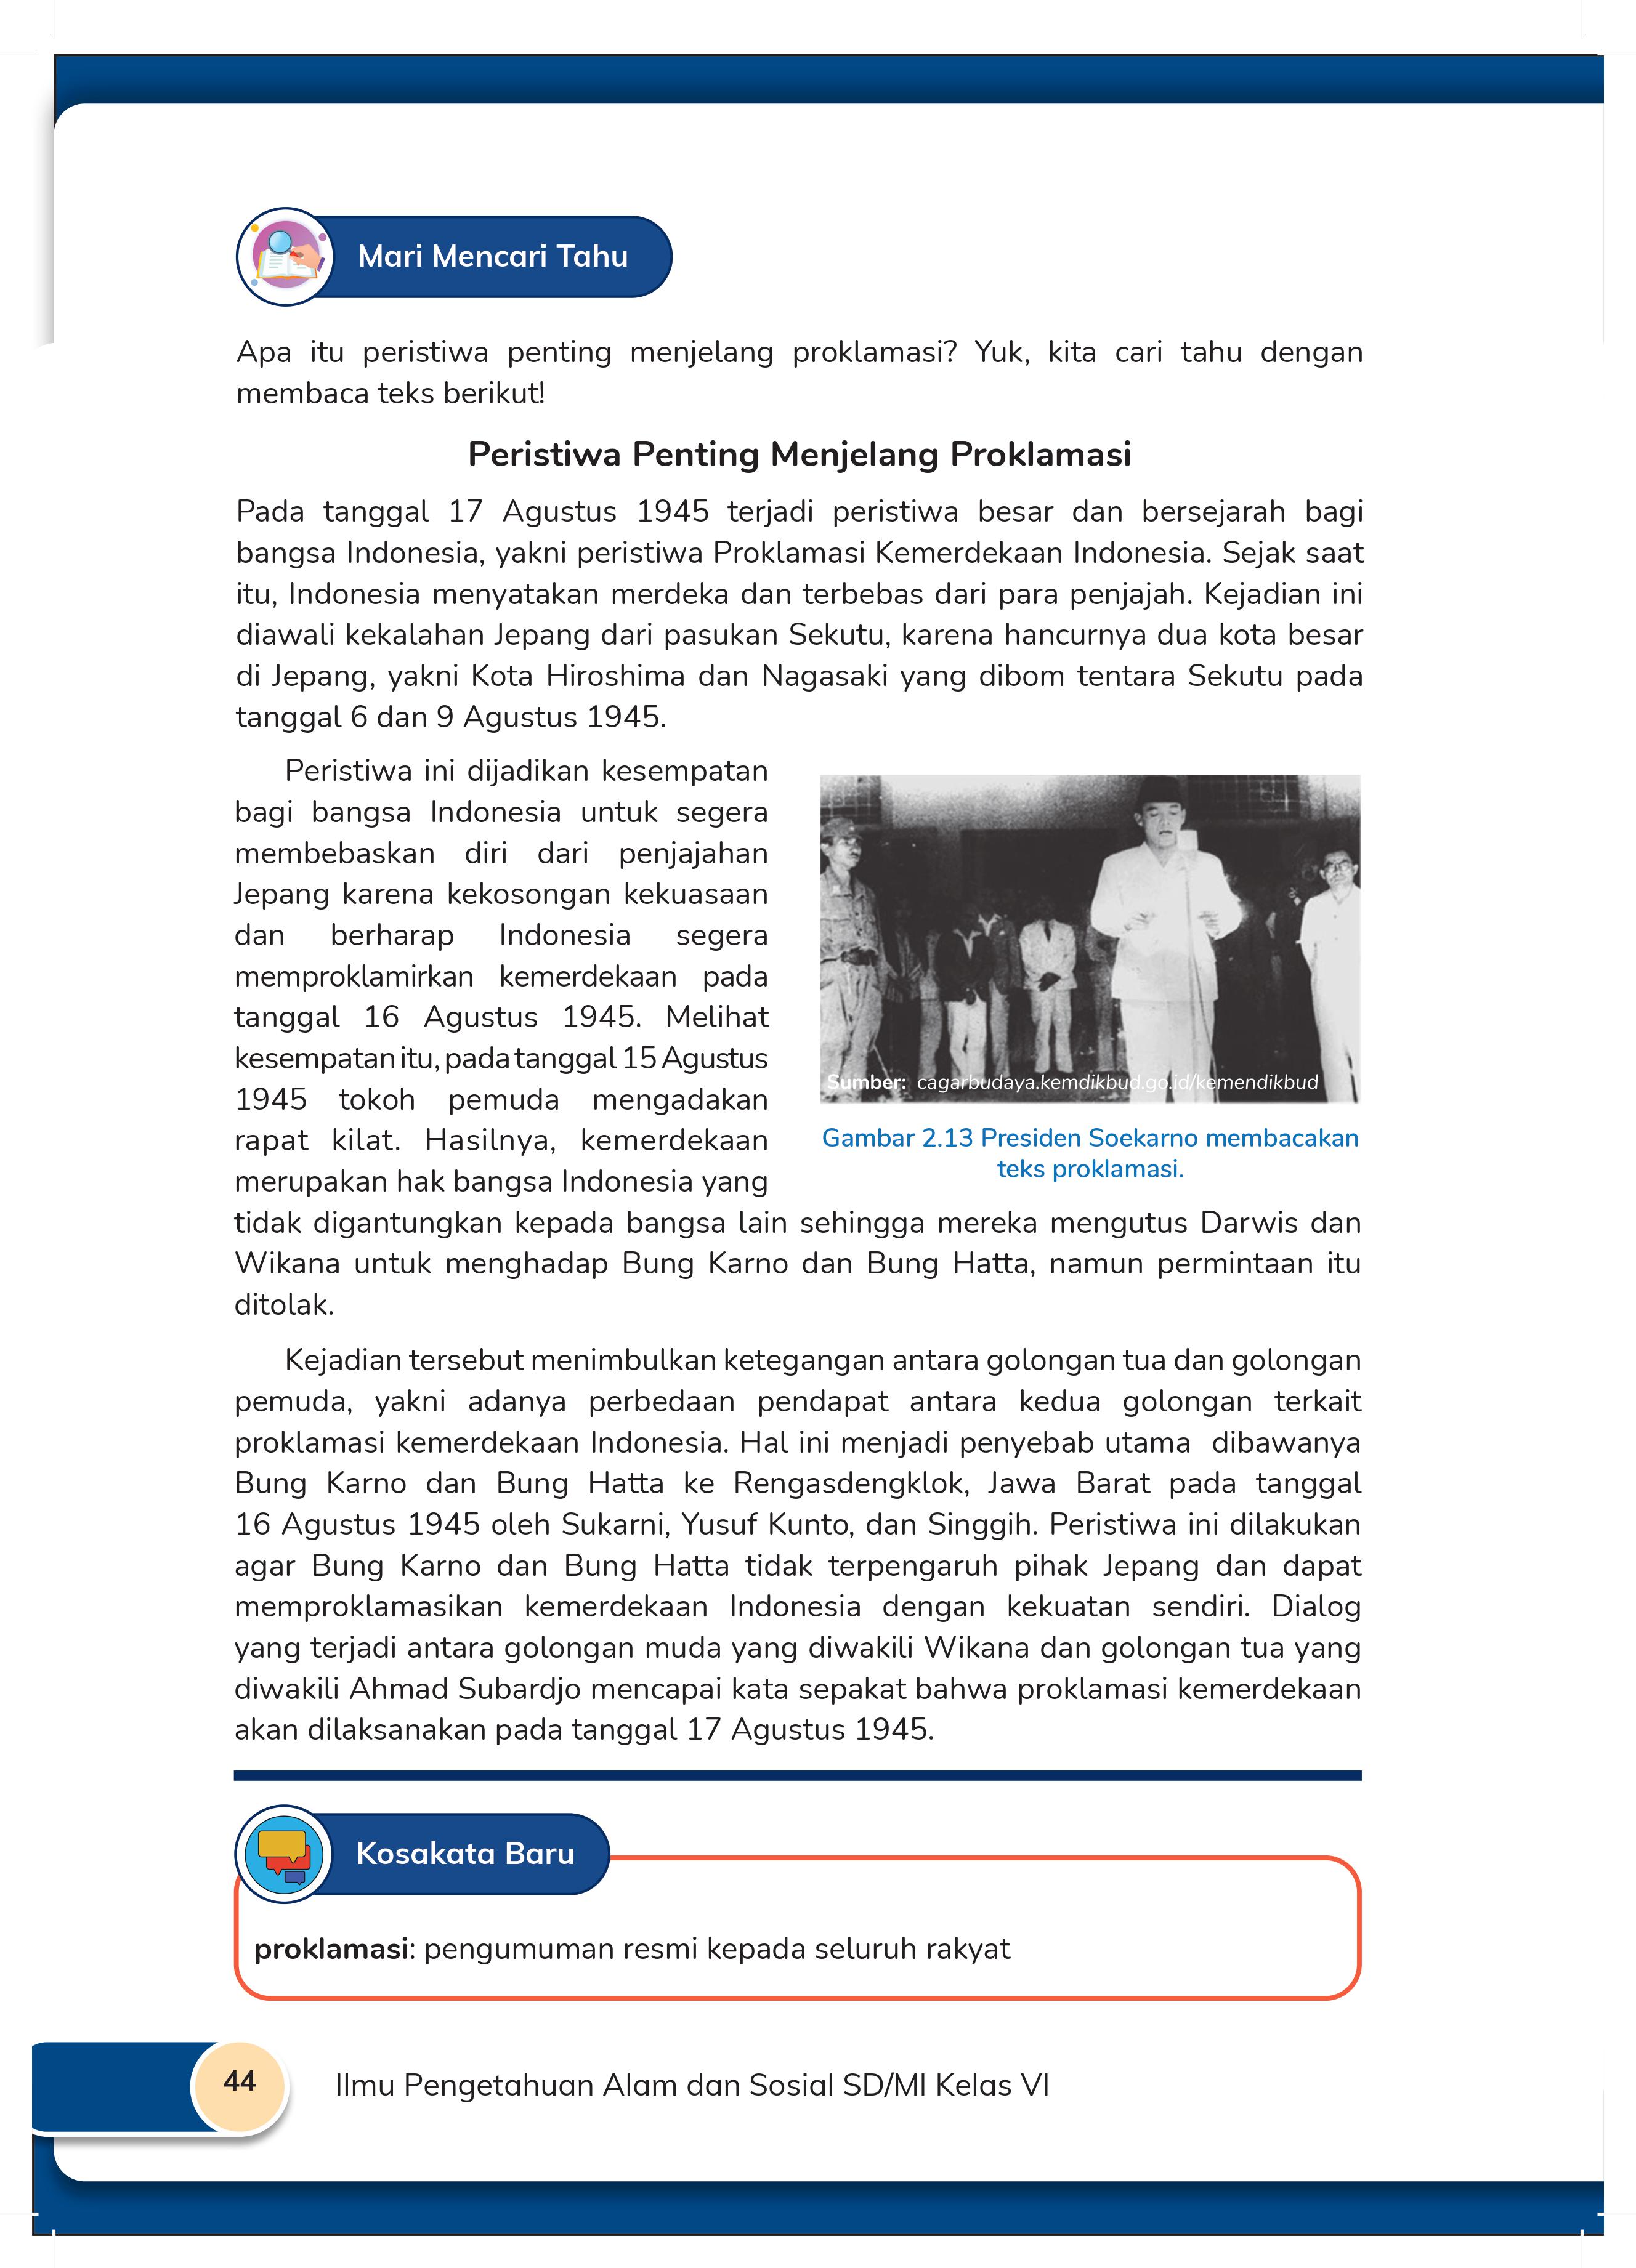 Mari Mencari Tahu
Apa itu peristiwa penting menjelang proklamasi? Yuk, kita cari tahu dengan
membaca teks berikut!
Peristiwa Penting Menjelang Proklamasi
Pada tanggal 17 Agustus 1945 terjadi peristiwa besar dan bersejarah bagi
bangsa Indonesia, yakni peristiwa Proklamasi Kemerdekaan Indonesia. Sejak saat
itu, Indonesia menyatakan merdeka dan terbebas dari para penjajah. Kejadian ini
diawali kekalahan Jepang dari pasukan Sekutu, karena hancurnya dua kota besar
di Jepang, yakni Kota Hiroshima dan Nagasaki yang dibom tentara Sekutu pada
tanggal 6 dan 9 Agustus 1945.
Peristiwa ini dijadikan kesempatan
bagi bangsa Indonesia untuk segera
membebaskan diri dari penjajahan
Jepang karena kekosongan kekuasaan
dan berharap Indonesia segera
memproklamirkan kemerdekaan pada
tanggal 16 Agustus 1945. Melihat
kesempatan itu, pada tanggal 15 Agustus
1945 tokoh pemuda mengadakan
rapat kilat. Hasilnya, kemerdekaan
merupakan hak bangsa Indonesia yang
tidak digantungkan kepada bangsa lain sehingga mereka mengutus Darwis dan
Wikana untuk menghadap Bung Karno dan Bung Hatta, namun permintaan itu
ditolak.
Sumber: cagarbudaya.kemdikbud.go.id/kemendikbud
Gambar 2.13 Presiden Soekarno membacakan
teks proklamasi.
Kejadian tersebut menimbulkan ketegangan antara golongan tua dan golongan
pemuda, yakni adanya perbedaan pendapat antara kedua golongan terkait
proklamasi kemerdekaan Indonesia. Hal ini menjadi penyebab utama dibawanya
Bung Karno dan Bung Hatta ke Rengasdengklok, Jawa Barat pada tanggal
16 Agustus 1945 oleh Sukarni, Yusuf Kunto, dan Singgih. Peristiwa ini dilakukan
agar Bung Karno dan Bung Hatta tidak terpengaruh pihak Jepang dan dapat
memproklamasikan kemerdekaan Indonesia dengan kekuatan sendiri. Dialog
yang terjadi antara golongan muda yang diwakili Wikana dan golongan tua yang
diwakili Ahmad Subardjo mencapai kata sepakat bahwa proklamasi kemerdekaan
akan dilaksanakan pada tanggal 17 Agustus 1945.
Kosakata Baru
proklamasi: pengumuman resmi kepada seluruh rakyat
44
Ilmu Pengetahuan Alam dan Sosial SD/MI Kelas VI